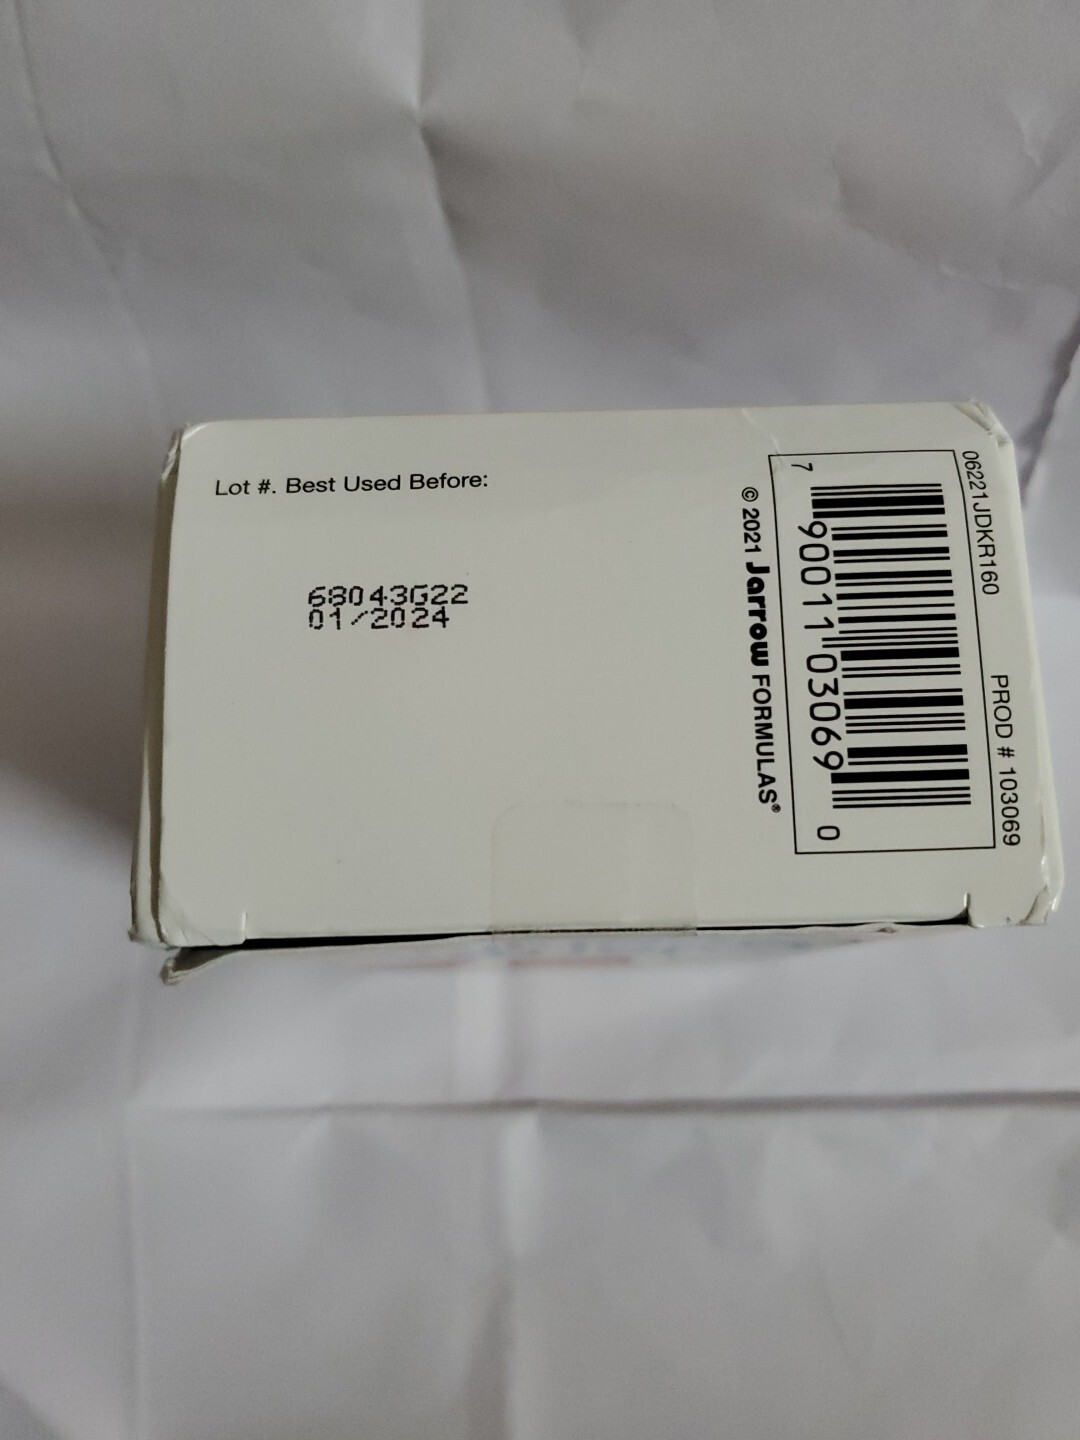 Lot #. Best Used Before:
68043G22
01/2024
© 2021 Jarrow FORMULAS®
7 90011 03069 0
06221JDKR160 PROD # 103069